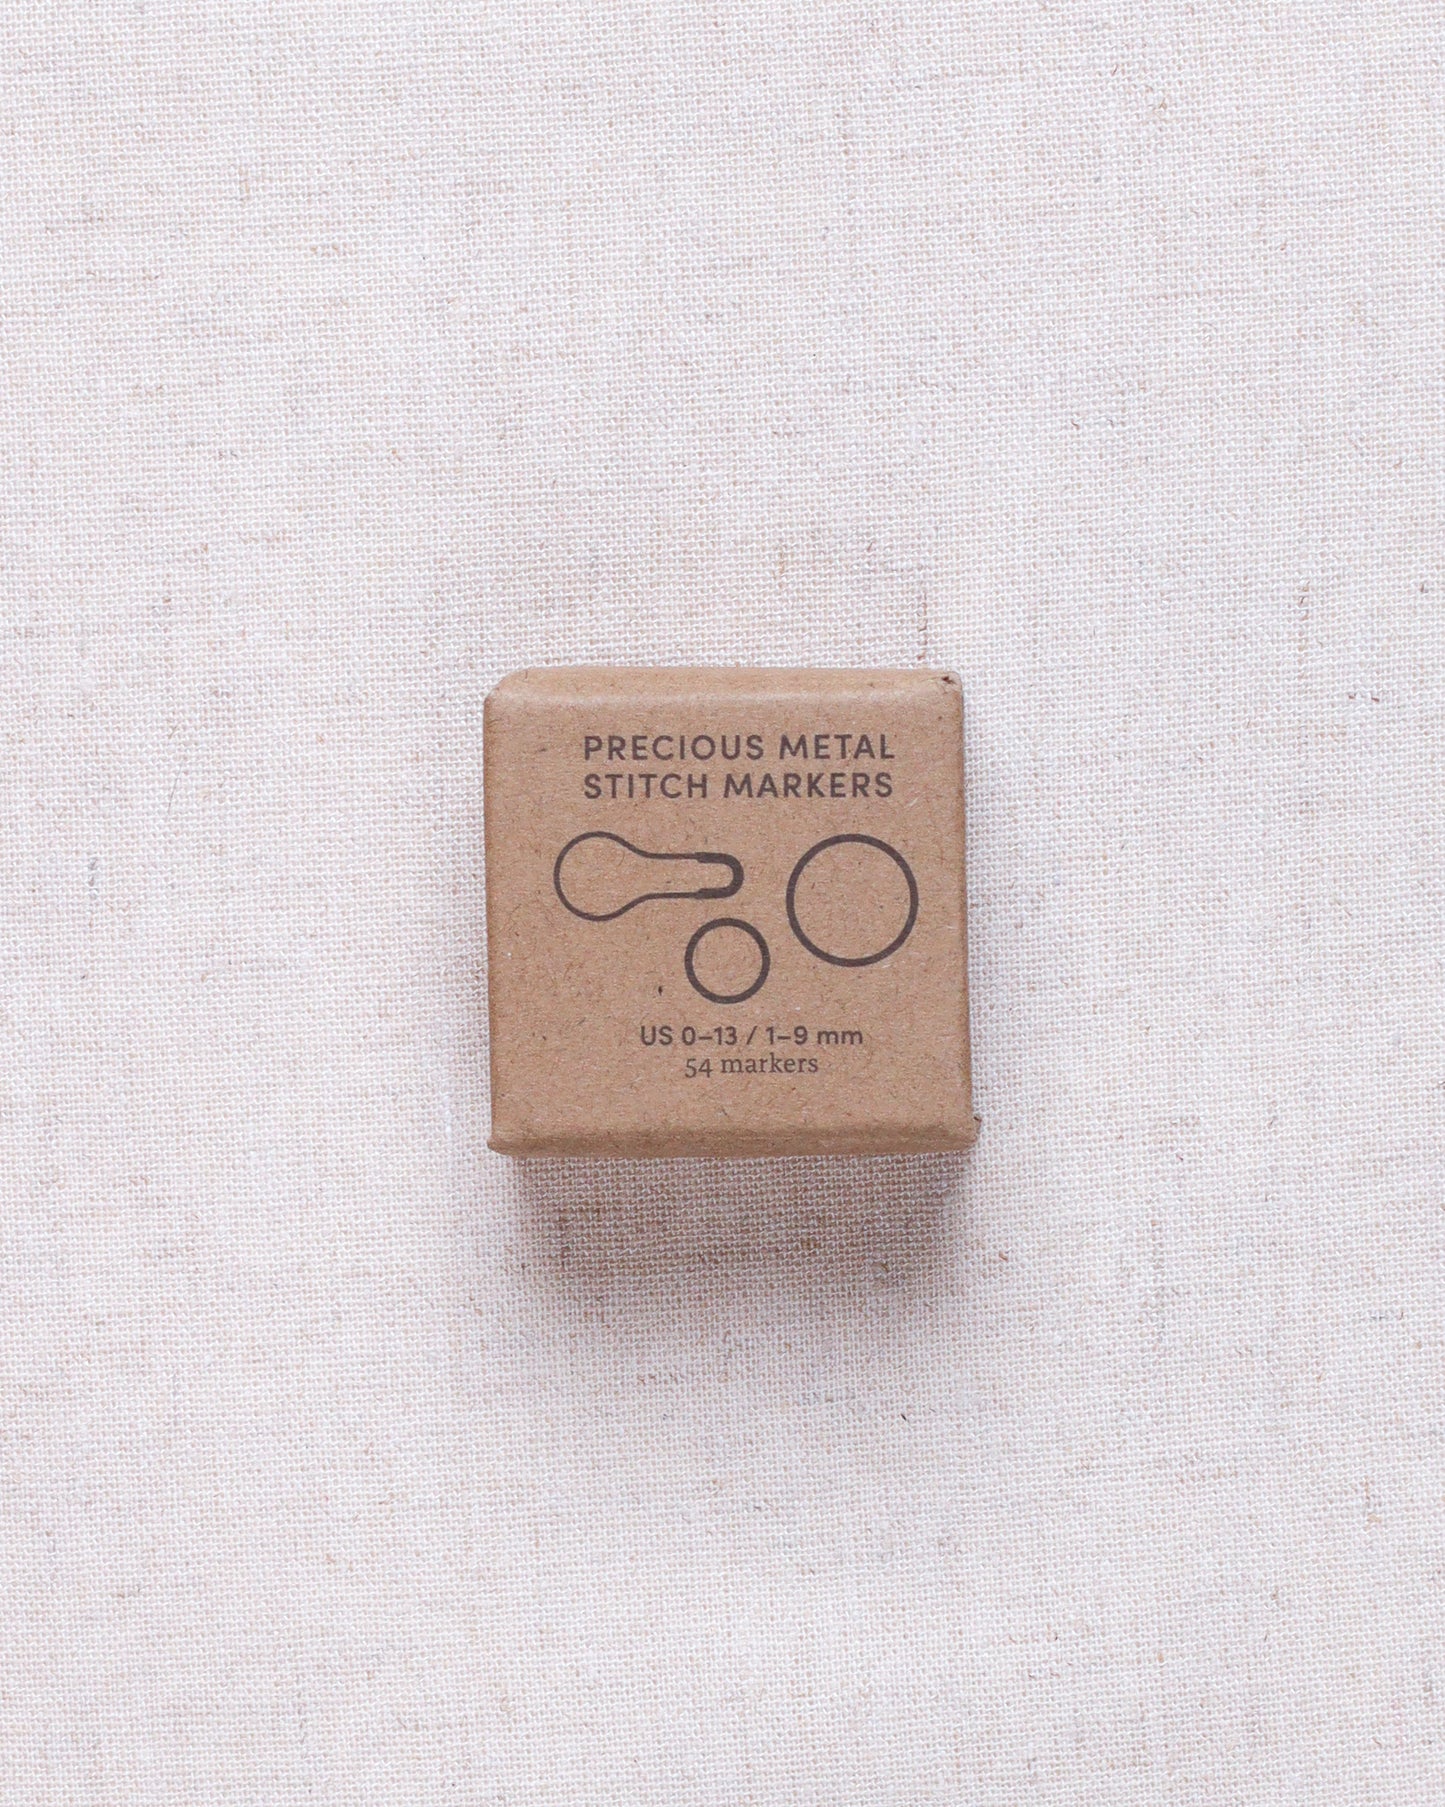 PRECIOUS METAL
STITCH MARKERS
US 0–13 / 1–9 mm
54 markers